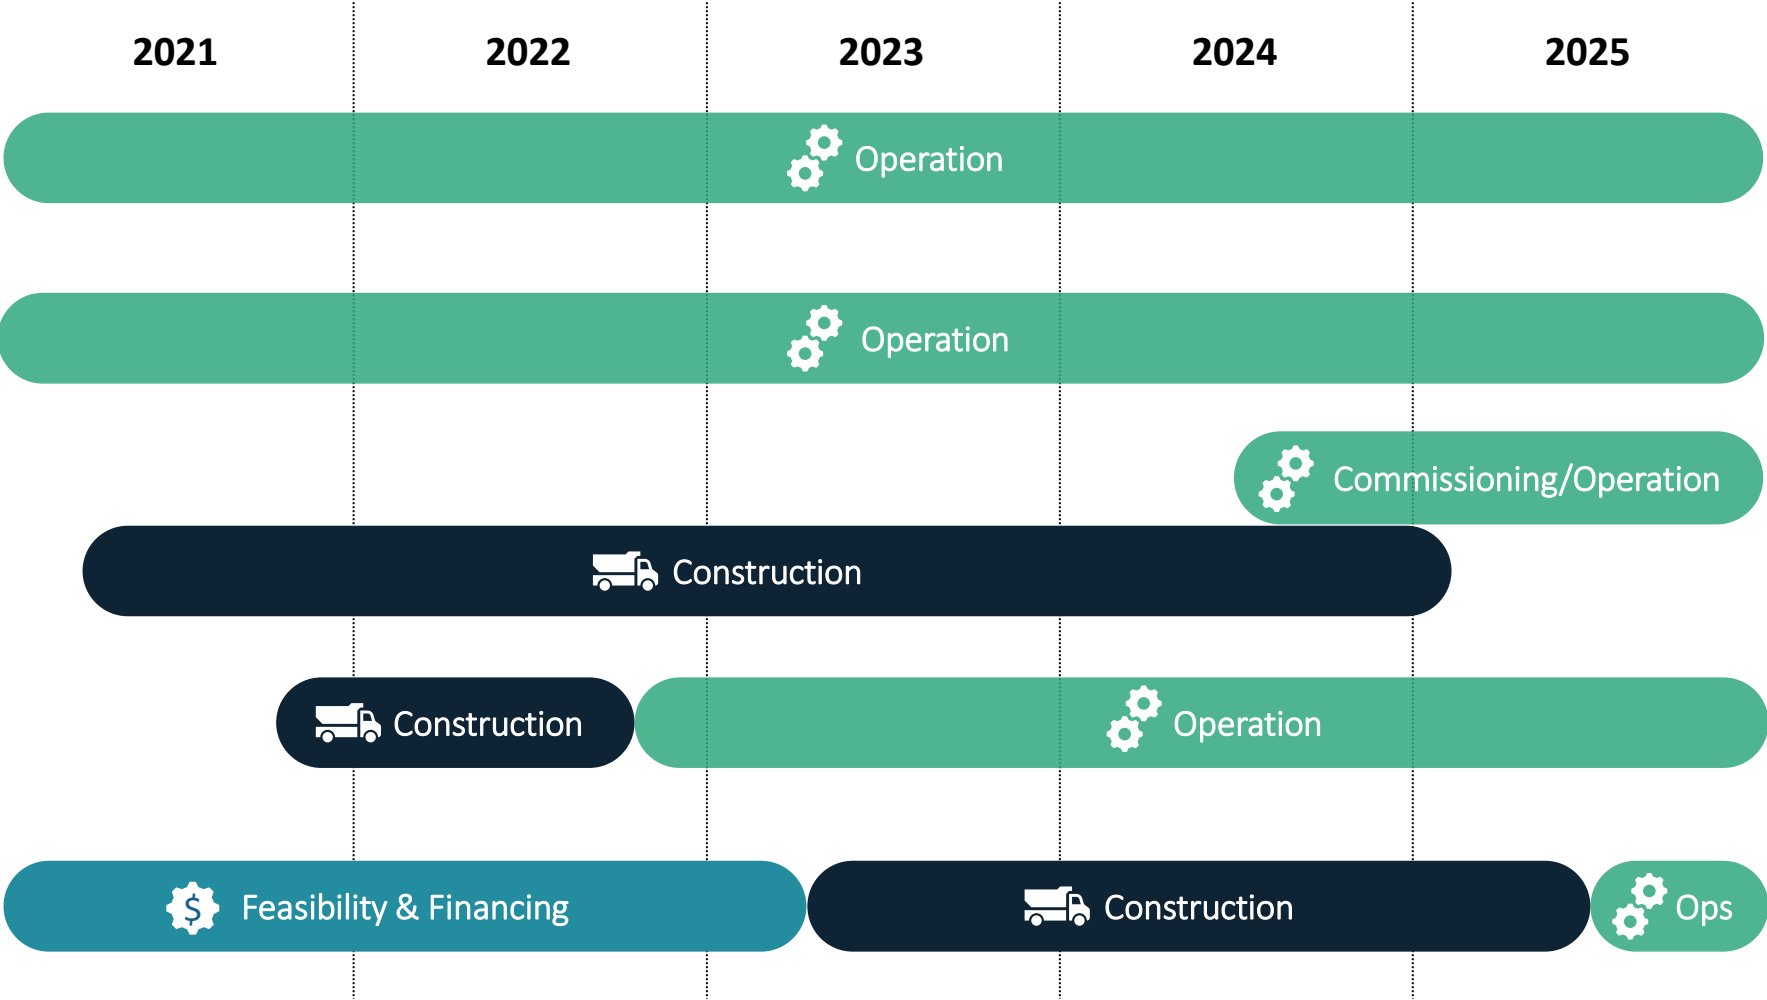 2021 2022 2023 2024 2025
Operation
Operation
Commissioning/Operation
Construction
Construction Operation
$ Feasibility & Financing Construction Ops